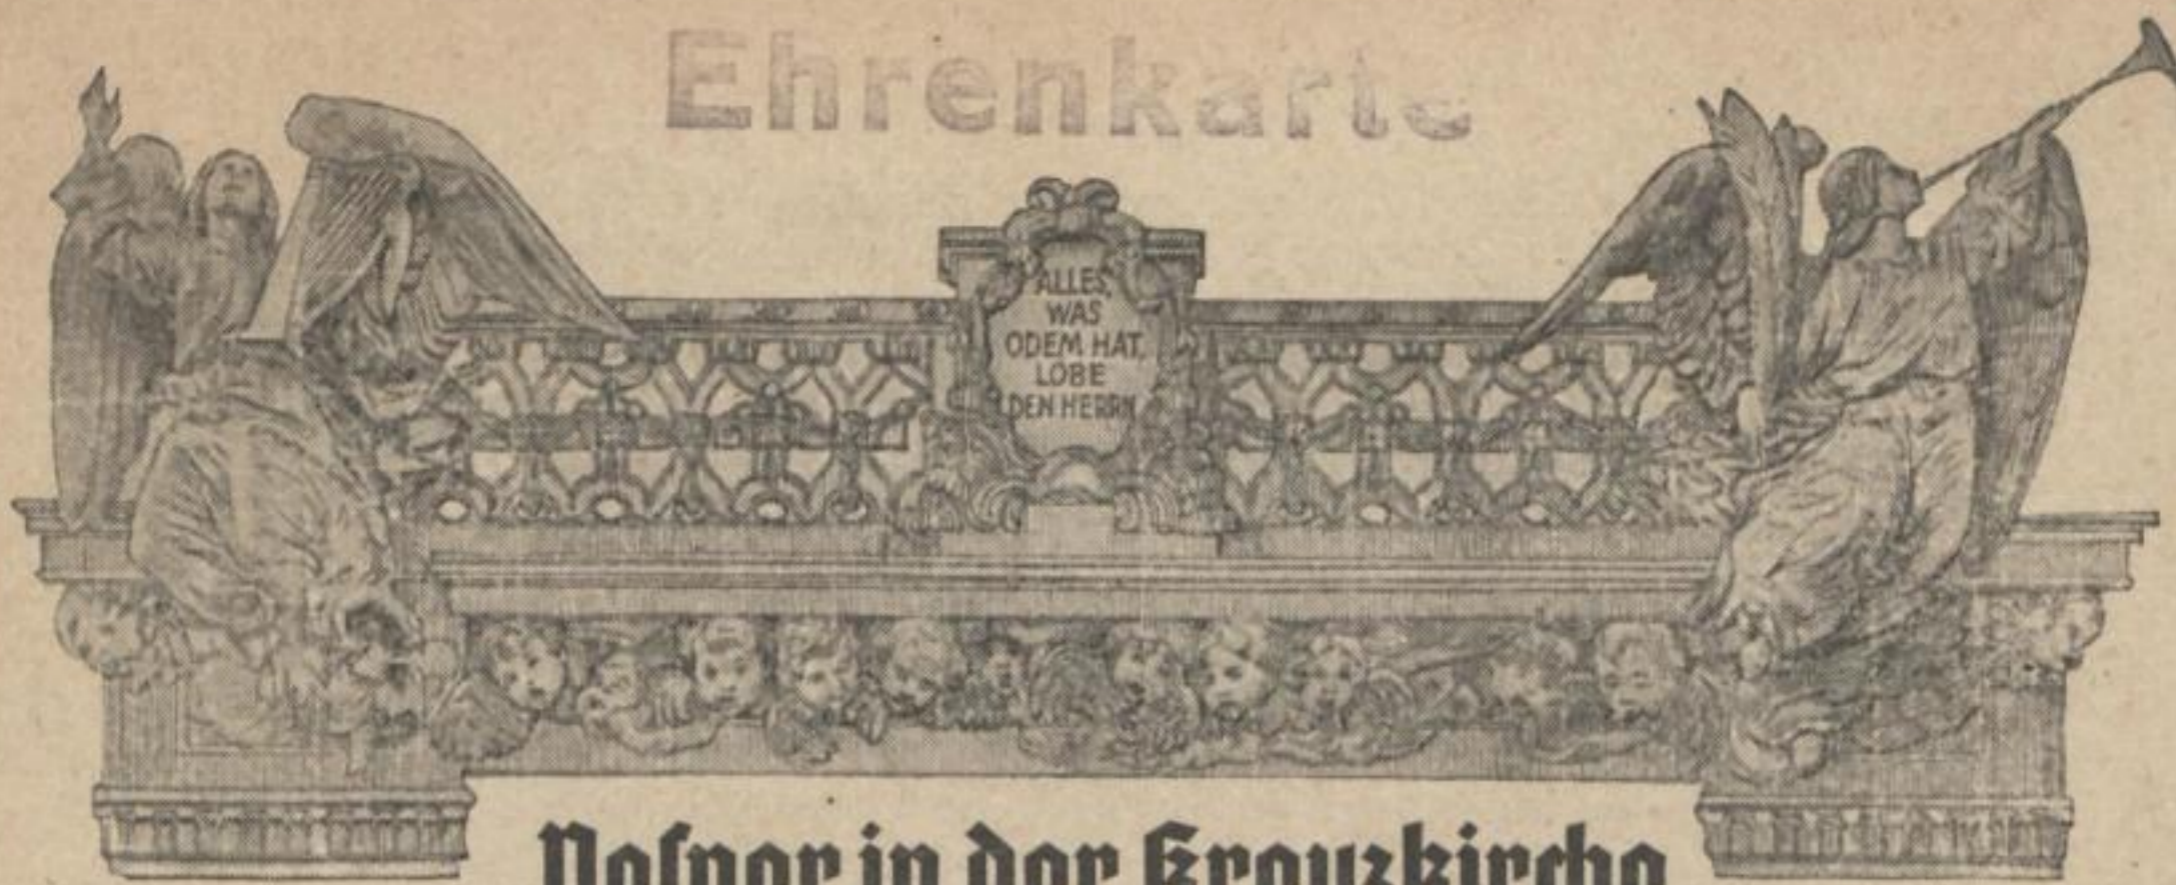 Ehrenkarte
ALLES,
WAS
ODEM HAT,
LOBE
DEN HERRN
Vesper in der Kreuzkirche